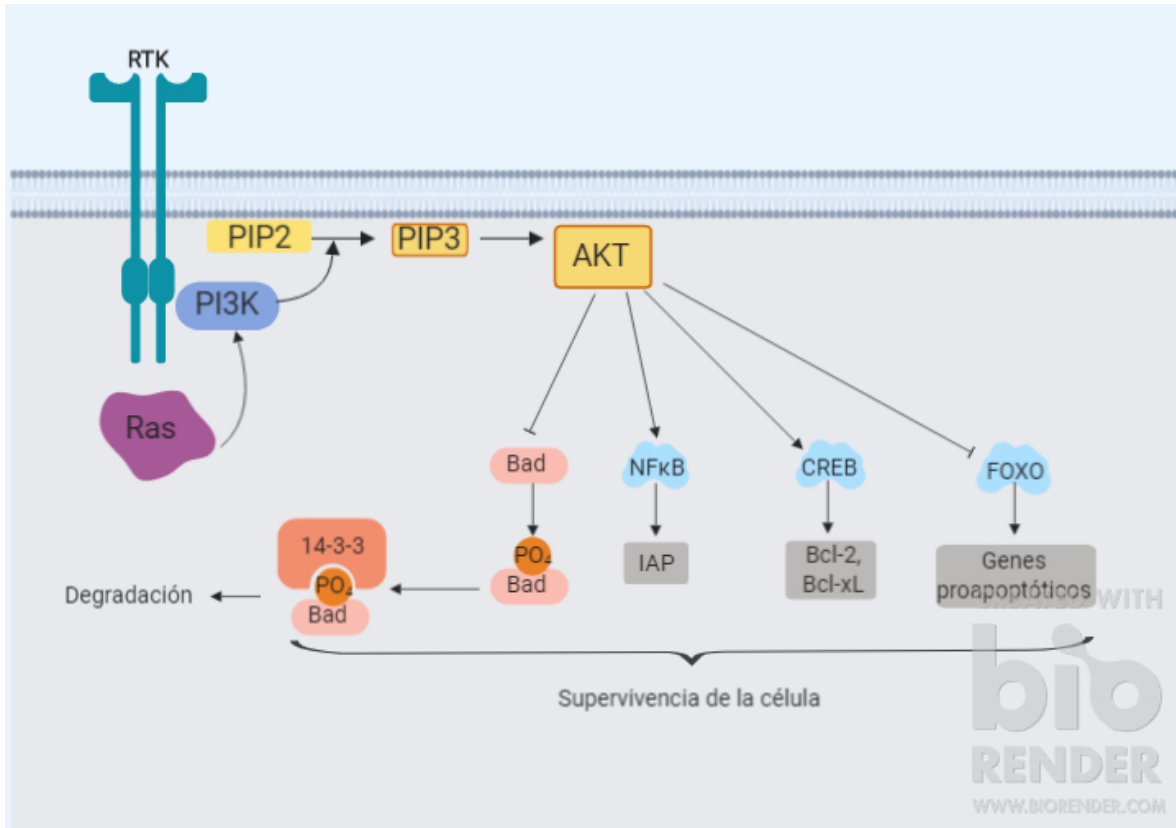 RTK
PIP2
PIP3
AKT
PI3K
Ras
Bad
NFκB
CREB
FOXO
14-3-3
PO₄
Bad
PO₄
Bad
IAP
Bcl-2,
Bcl-xL
Genes
proapoptóticos
Degradación
Supervivencia de la célula
CREATED WITH
bio
RENDER
WWW.BIORENDER.COM